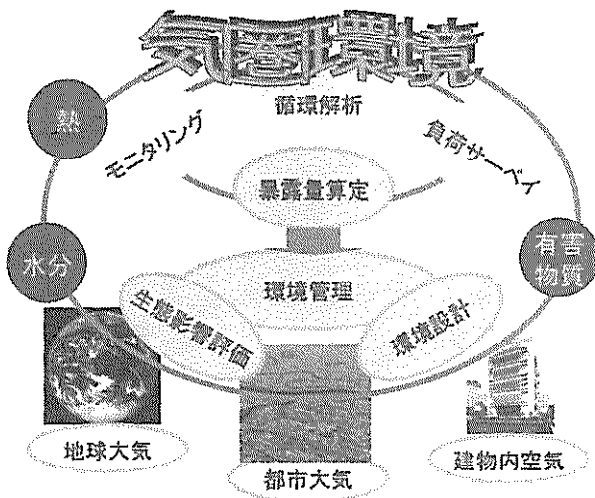 気圏環境
循環解析
モニタリング
負荷サーベイ
熱
暴露量算定
水分
有害
物質
環境管理
生態影響評価
環境設計
地球大気
都市大気
建物内空気